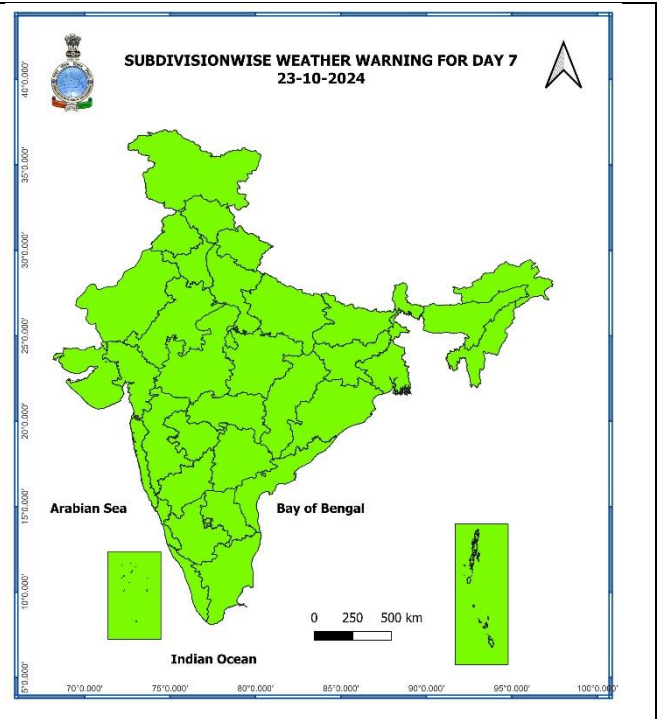 SUBDIVISIONWISE WEATHER WARNING FOR DAY 7
23-10-2024
40°0.000'
35°0.000'
30°0.000'
25°0.000'
20°0.000'
15°0.000'
10°0.000'
5°0.000'
Arabian Sea
Bay of Bengal
0 250 500 km
Indian Ocean
70°0.000' 75°0.000' 80°0.000' 85°0.000' 90°0.000' 95°0.000' 100°0.000'